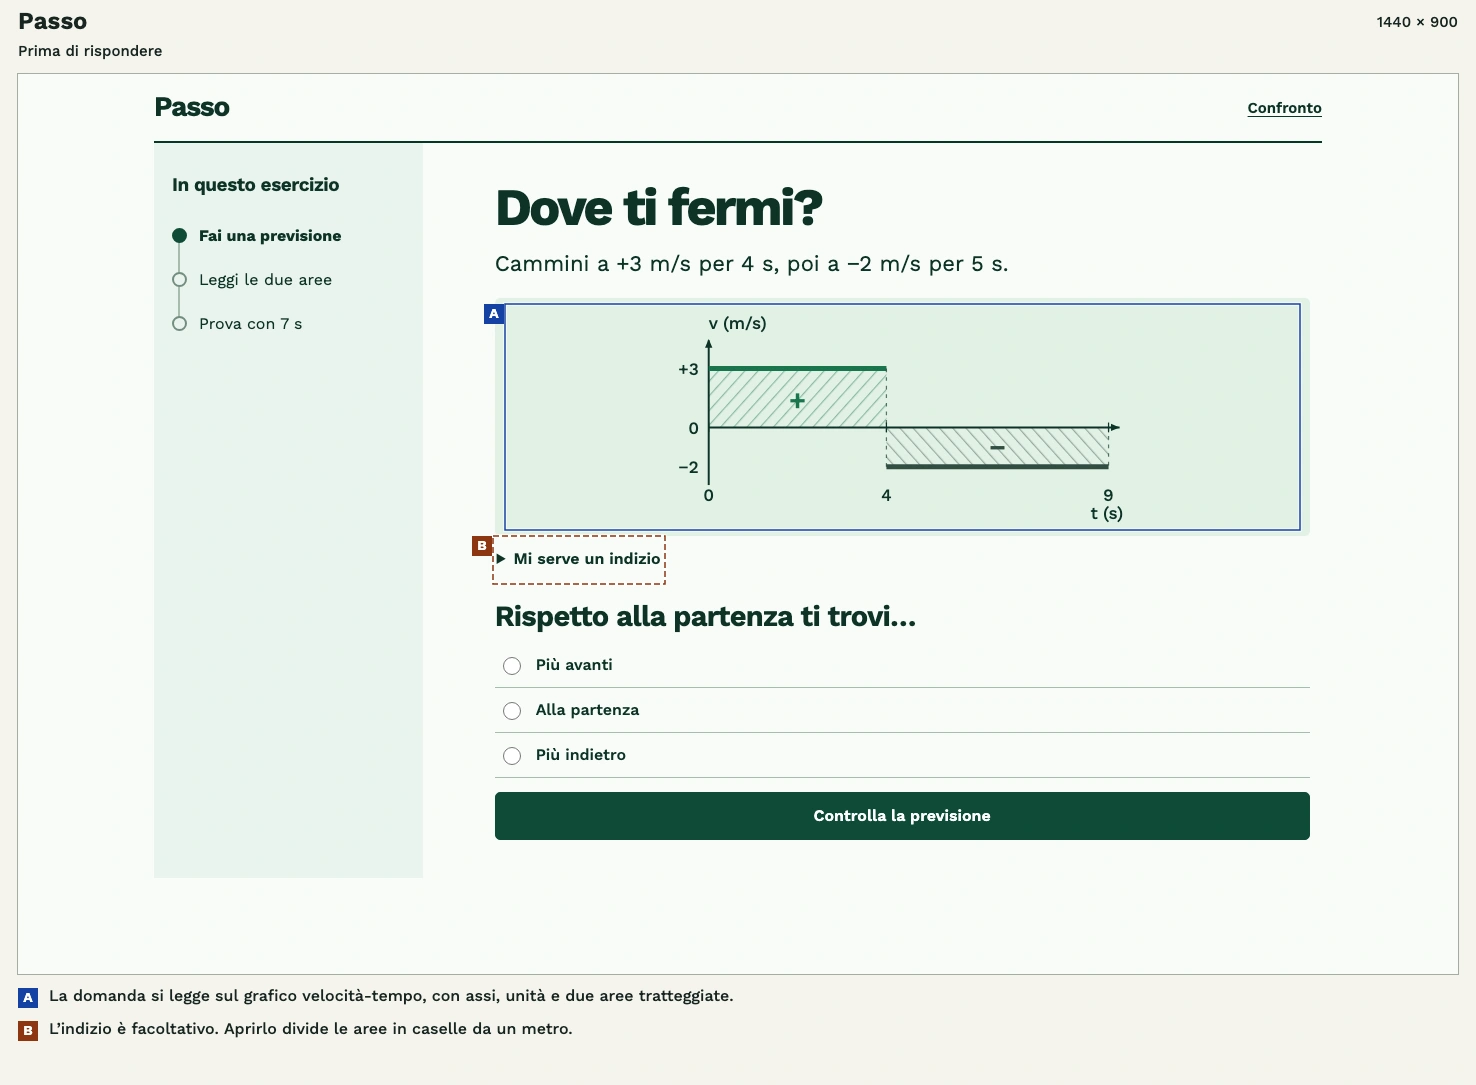 Passo
1440 × 900
Prima di rispondere
Passo
Confronto
In questo esercizio
Fai una previsione
Leggi le due aree
Prova con 7 s
Dove ti fermi?
Cammini a +3 m/s per 4 s, poi a −2 m/s per 5 s.
A
v (m/s)
+3
+
0
−
−2
0 4 9
t (s)
B
Mi serve un indizio
Rispetto alla partenza ti trovi…
Più avanti
Alla partenza
Più indietro
Controlla la previsione
A La domanda si legge sul grafico velocità-tempo, con assi, unità e due aree tratteggiate.
B L’indizio è facoltativo. Aprirlo divide le aree in caselle da un metro.